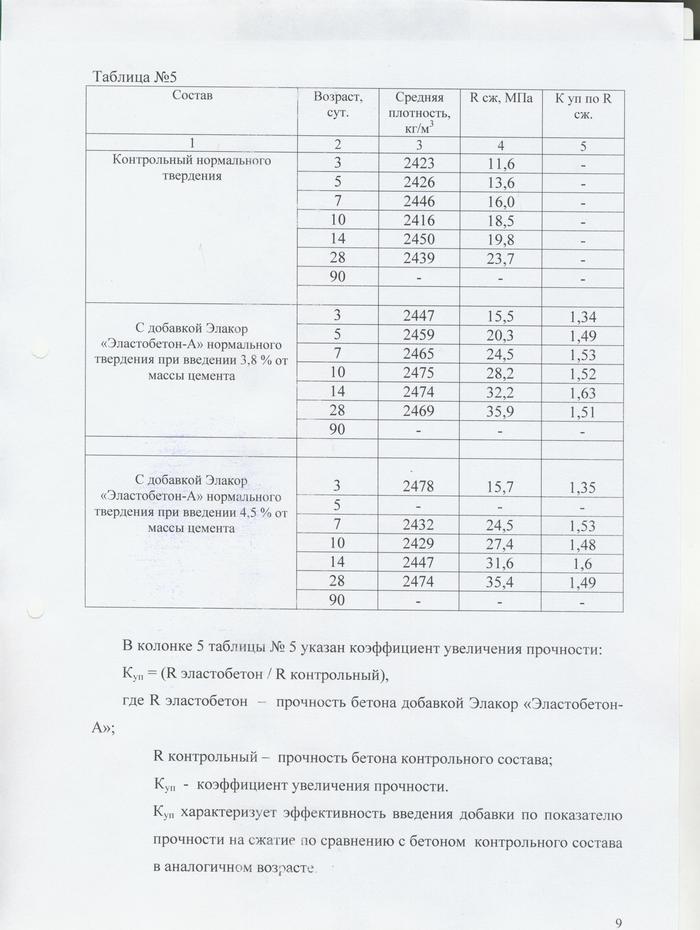 Таблица №5
Состав Возраст, сут. Средняя плотность, кг/м³ R сж, МПа К уп по R сж.
1 2 3 4 5
Контрольный нормального твердения 3 2423 11,6 -
5 2426 13,6 -
7 2446 16,0 -
10 2416 18,5 -
14 2450 19,8 -
28 2439 23,7 -
90 - - -
С добавкой Элакор «Эластобетон-А» нормального твердения при введении 3,8 % от массы цемента 3 2447 15,5 1,34
5 2459 20,3 1,49
7 2465 24,5 1,53
10 2475 28,2 1,52
14 2474 32,2 1,63
28 2469 35,9 1,51
90 - - -
С добавкой Элакор «Эластобетон-А» нормального твердения при введении 4,5 % от массы цемента 3 2478 15,7 1,35
5 - - -
7 2432 24,5 1,53
10 2429 27,4 1,48
14 2447 31,6 1,6
28 2474 35,4 1,49
90 - - -
В колонке 5 таблицы № 5 указан коэффициент увеличения прочности:
Куп = (R эластобетон / R контрольный),
где R эластобетон – прочность бетона добавкой Элакор «Эластобетон-
А»;
R контрольный – прочность бетона контрольного состава;
Куп - коэффициент увеличения прочности.
Куп характеризует эффективность введения добавки по показателю
прочности на сжатие по сравнению с бетоном контрольного состава
в аналогичном возрасте.
9